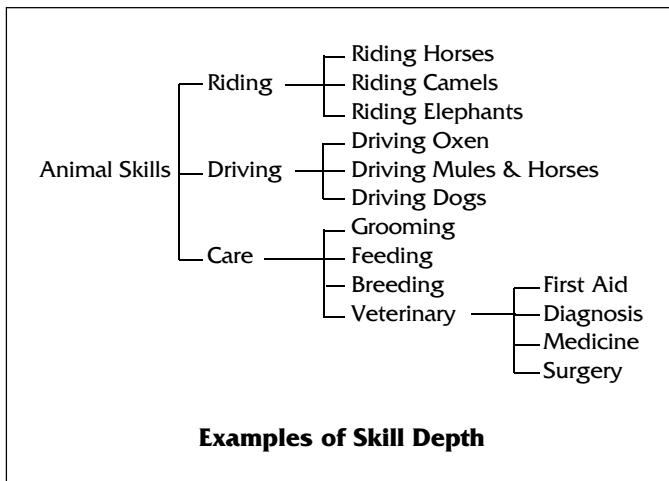 Riding Horses
Riding Riding Camels
Riding Elephants
Driving Oxen
Animal Skills Driving Driving Mules & Horses
Driving Dogs
Grooming
Care Feeding
Breeding First Aid
Veterinary Diagnosis
Medicine
Surgery
Examples of Skill Depth